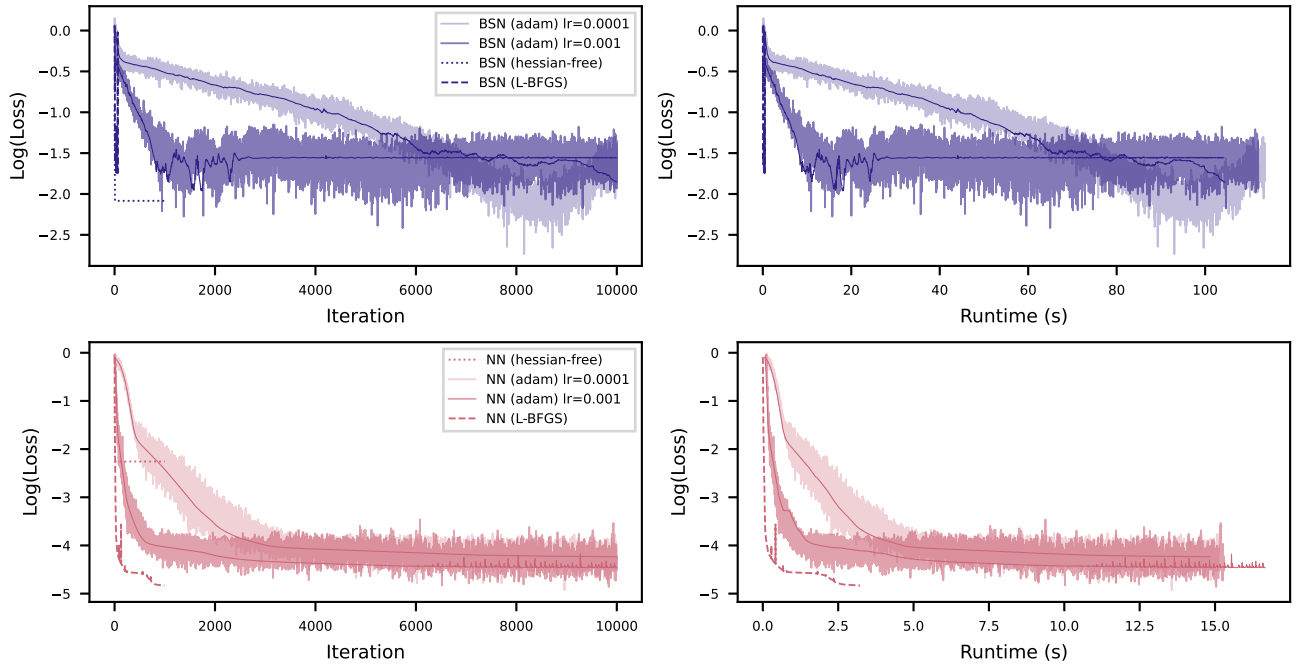 Log(Loss)
0.0
−0.5
−1.0
−1.5
−2.0
−2.5
BSN (adam) lr=0.0001
BSN (adam) lr=0.001
BSN (hessian-free)
BSN (L-BFGS)
0 2000 4000 6000 8000 10000
Iteration
Log(Loss)
0.0
−0.5
−1.0
−1.5
−2.0
−2.5
0 20 40 60 80 100
Runtime (s)
Log(Loss)
0
−1
−2
−3
−4
−5
NN (hessian-free)
NN (adam) lr=0.0001
NN (adam) lr=0.001
NN (L-BFGS)
0 2000 4000 6000 8000 10000
Iteration
Log(Loss)
0
−1
−2
−3
−4
−5
0.0 2.5 5.0 7.5 10.0 12.5 15.0
Runtime (s)